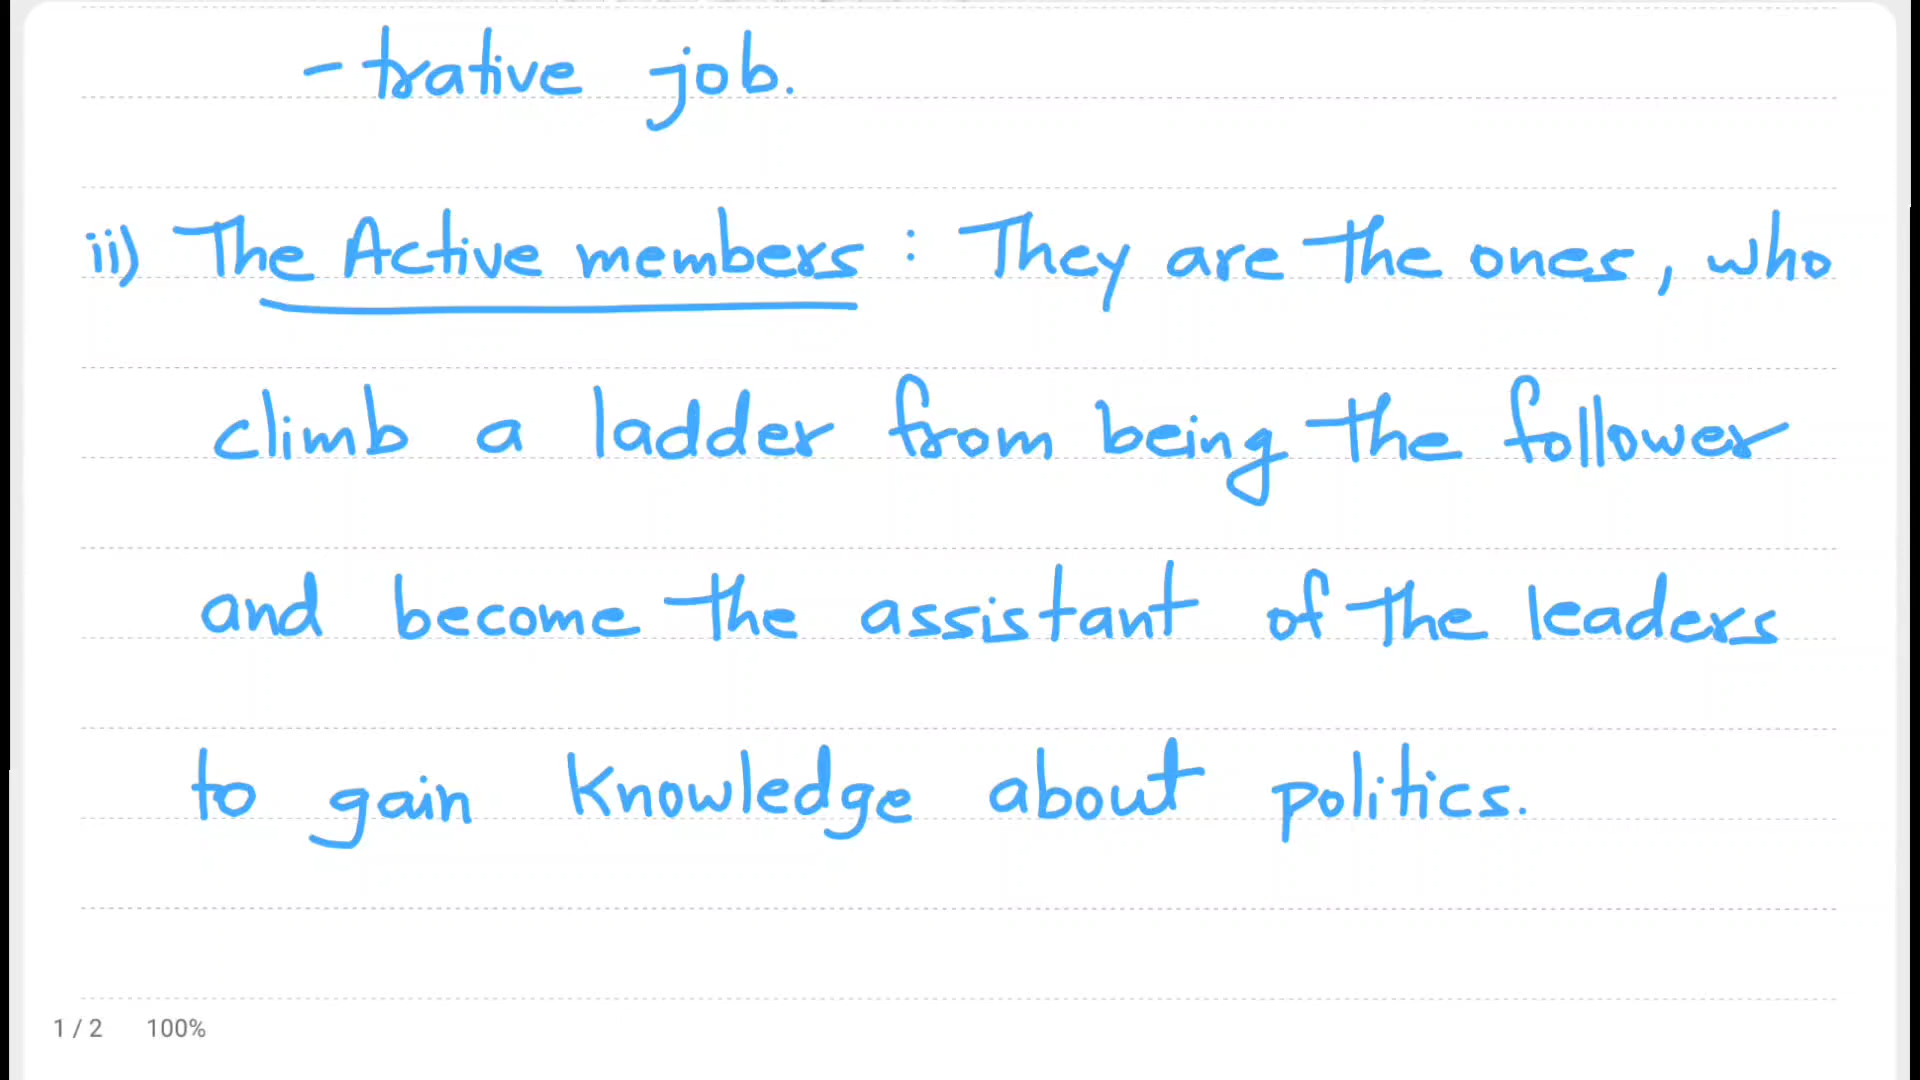 -trative job.
ii) The Active members : They are the ones, who
climb a ladder from being the follower
and become the assistant of the leaders
to gain knowledge about politics.
1 / 2 100%